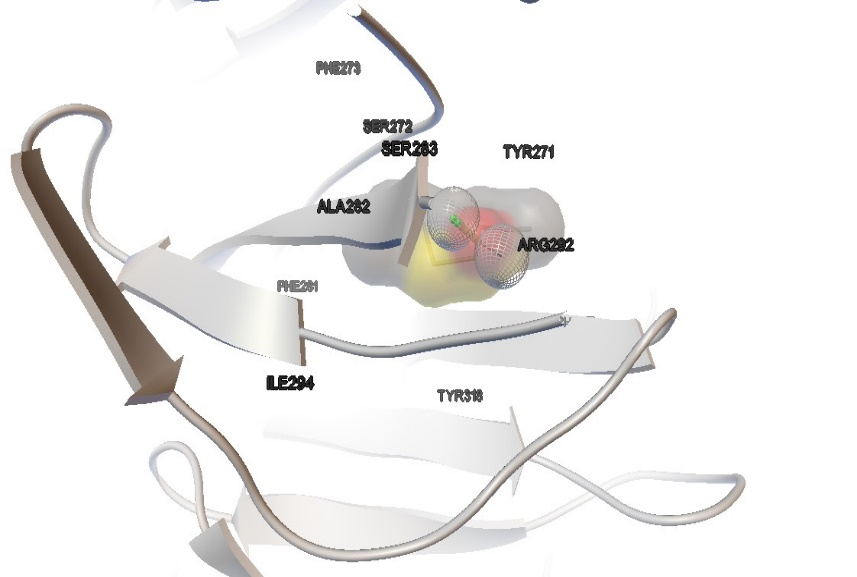 PHE273
SER272
SER283
TYR271
ALA282
ARG292
PHE281
ILE294
TYR318